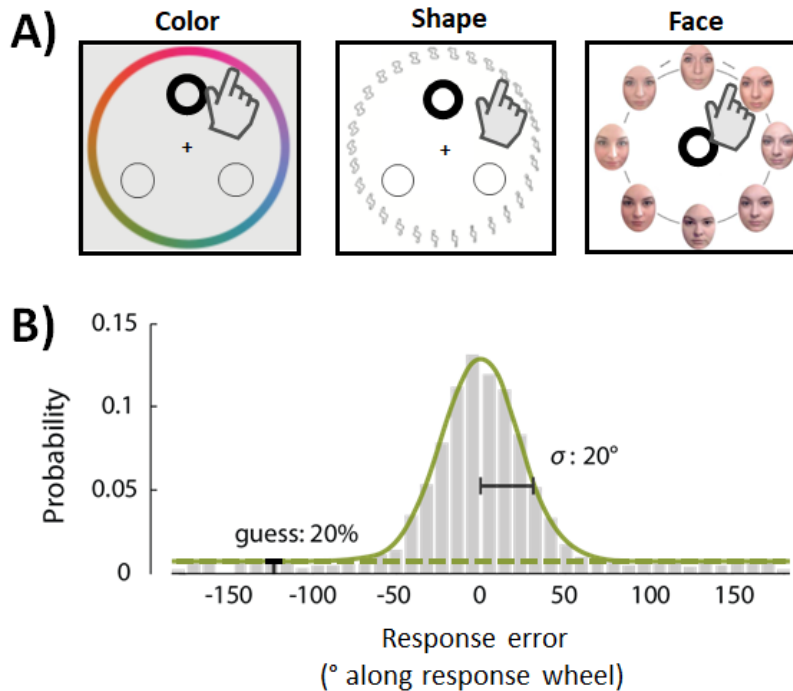 A)
Color
Shape
Face
+
+
B)
Probability
0.15
0.1
0.05
0
guess: 20%
σ : 20°
-150 -100 -50 0 50 100 150
Response error
(° along response wheel)